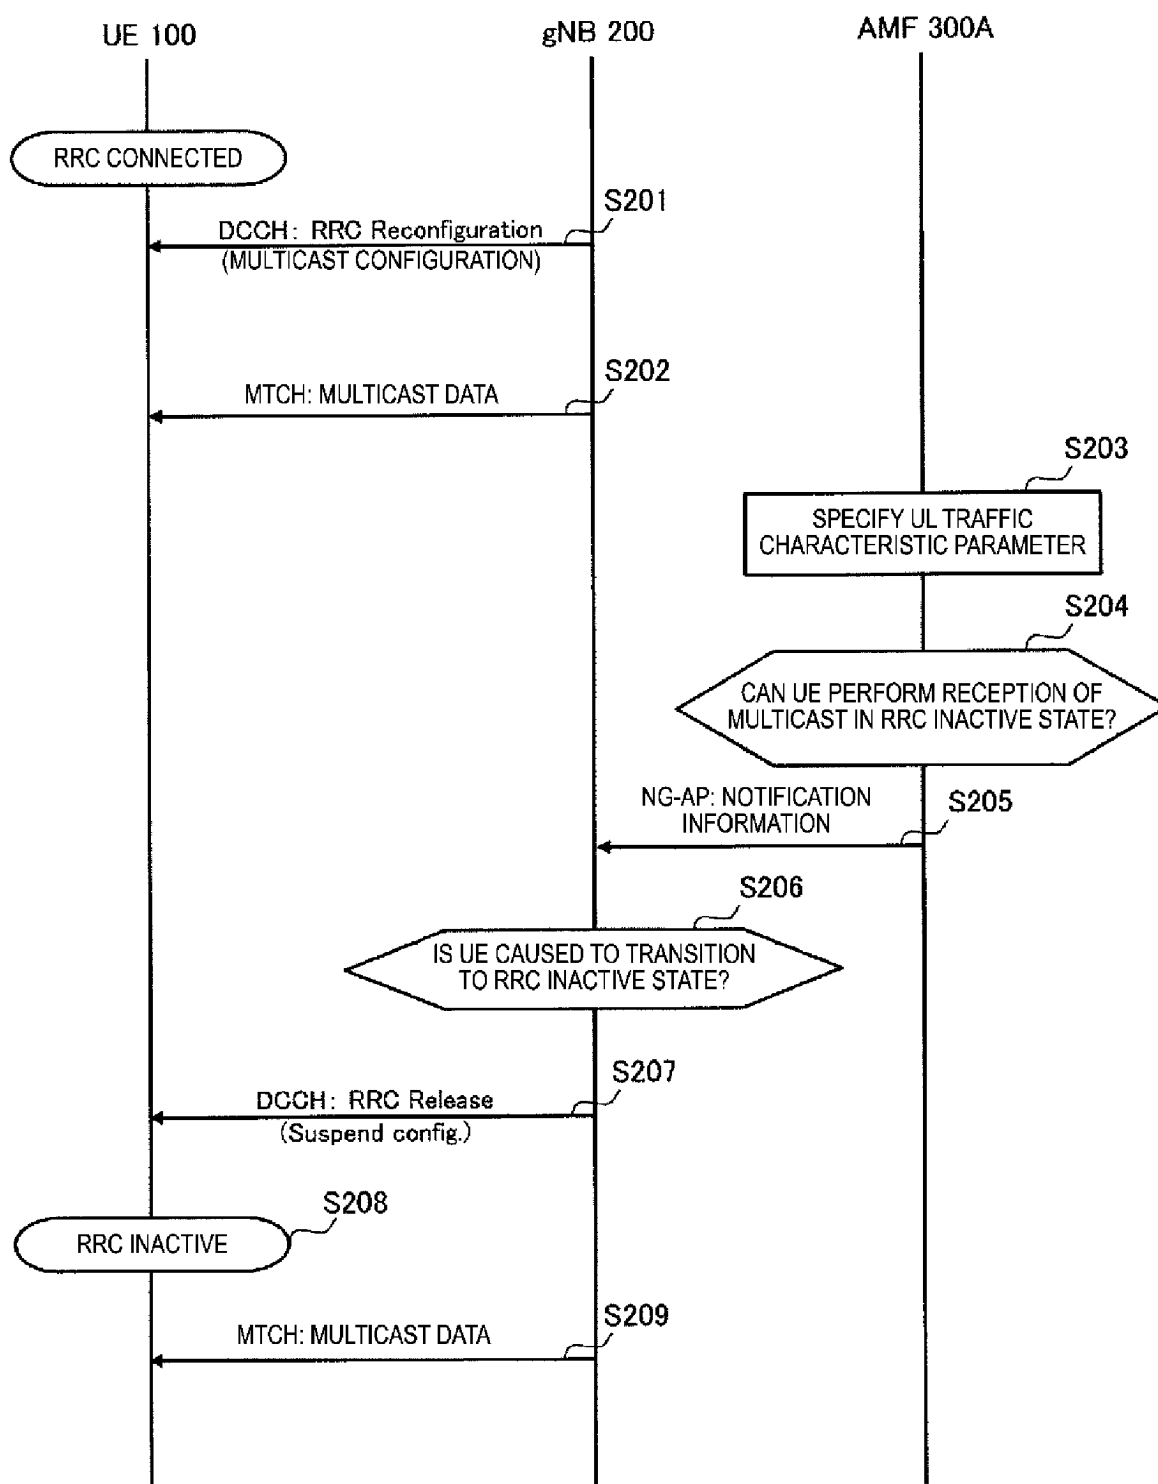 UE 100
gNB 200
AMF 300A
RRC CONNECTED
S201
DCCH: RRC Reconfiguration
(MULTICAST CONFIGURATION)
S202
MTCH: MULTICAST DATA
S203
SPECIFY UL TRAFFIC
CHARACTERISTIC PARAMETER
S204
CAN UE PERFORM RECEPTION OF
MULTICAST IN RRC INACTIVE STATE?
NG-AP: NOTIFICATION
INFORMATION
S205
S206
IS UE CAUSED TO TRANSITION
TO RRC INACTIVE STATE?
S207
DCCH: RRC Release
(Suspend config.)
S208
RRC INACTIVE
S209
MTCH: MULTICAST DATA